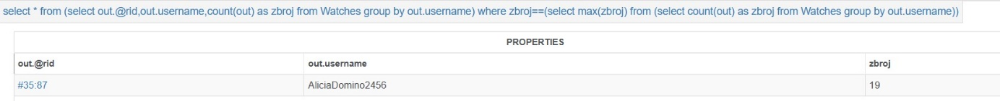 select * from (select out.@rid,out.username,count(out) as zbroj from Watches group by out.username) where zbroj==(select max(zbroj) from (select count(out) as zbroj from Watches group by out.username))
PROPERTIES
out.@rid out.username zbroj
#35:87 AliciaDomino2456 19